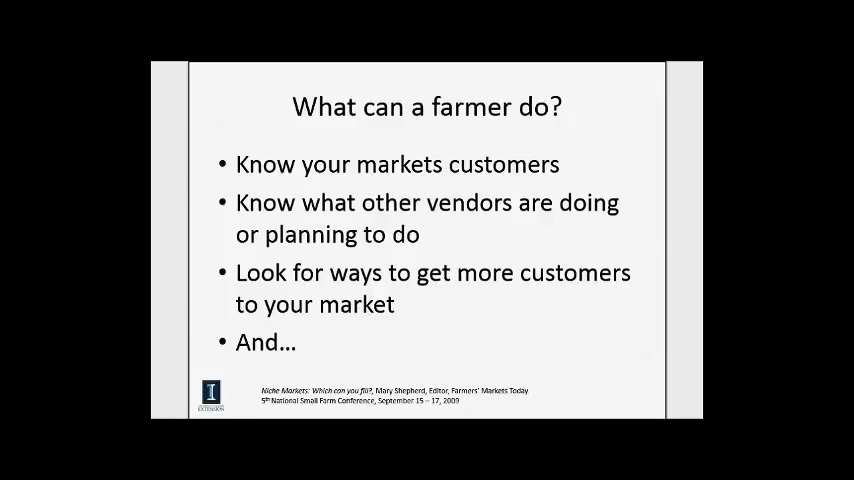 What can a farmer do?
• Know your markets customers
• Know what other vendors are doing
or planning to do
• Look for ways to get more customers
to your market
• And...
Niche Markets: Which can you fill?, Mary Shepherd, Editor, Farmers' Markets Today
5th National Small Farm Conference, September 15 – 17, 2009
I
EXTENSION